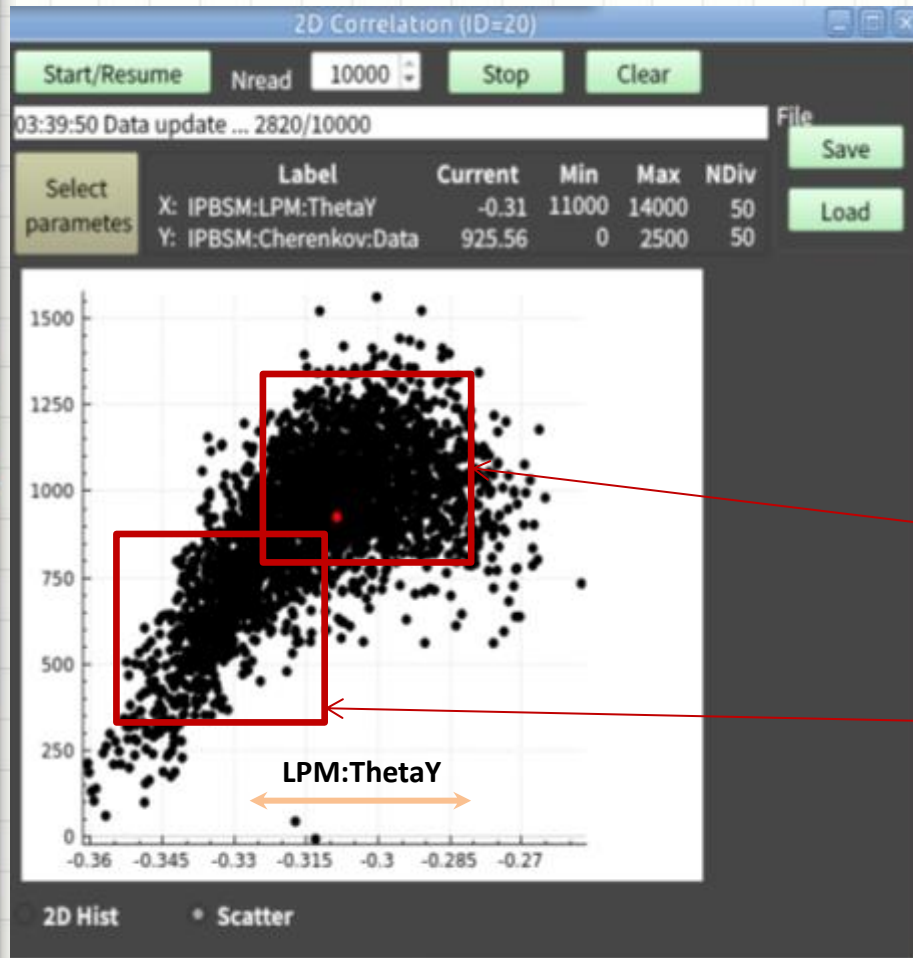 2D Correlation (ID=20)
Start/Resume Nread 10000 Stop Clear
03:39:50 Data update ... 2820/10000 File
Save
Load
Select parametes
Label Current Min Max NDiv
X: IPBSM:LPM:ThetaY -0.31 11000 14000 50
Y: IPBSM:Cherenkov:Data 925.56 0 2500 50
1500
1250
1000
750
500
250
0
LPM:ThetaY
-0.36 -0.345 -0.33 -0.315 -0.3 -0.285 -0.27
2D Hist Scatter